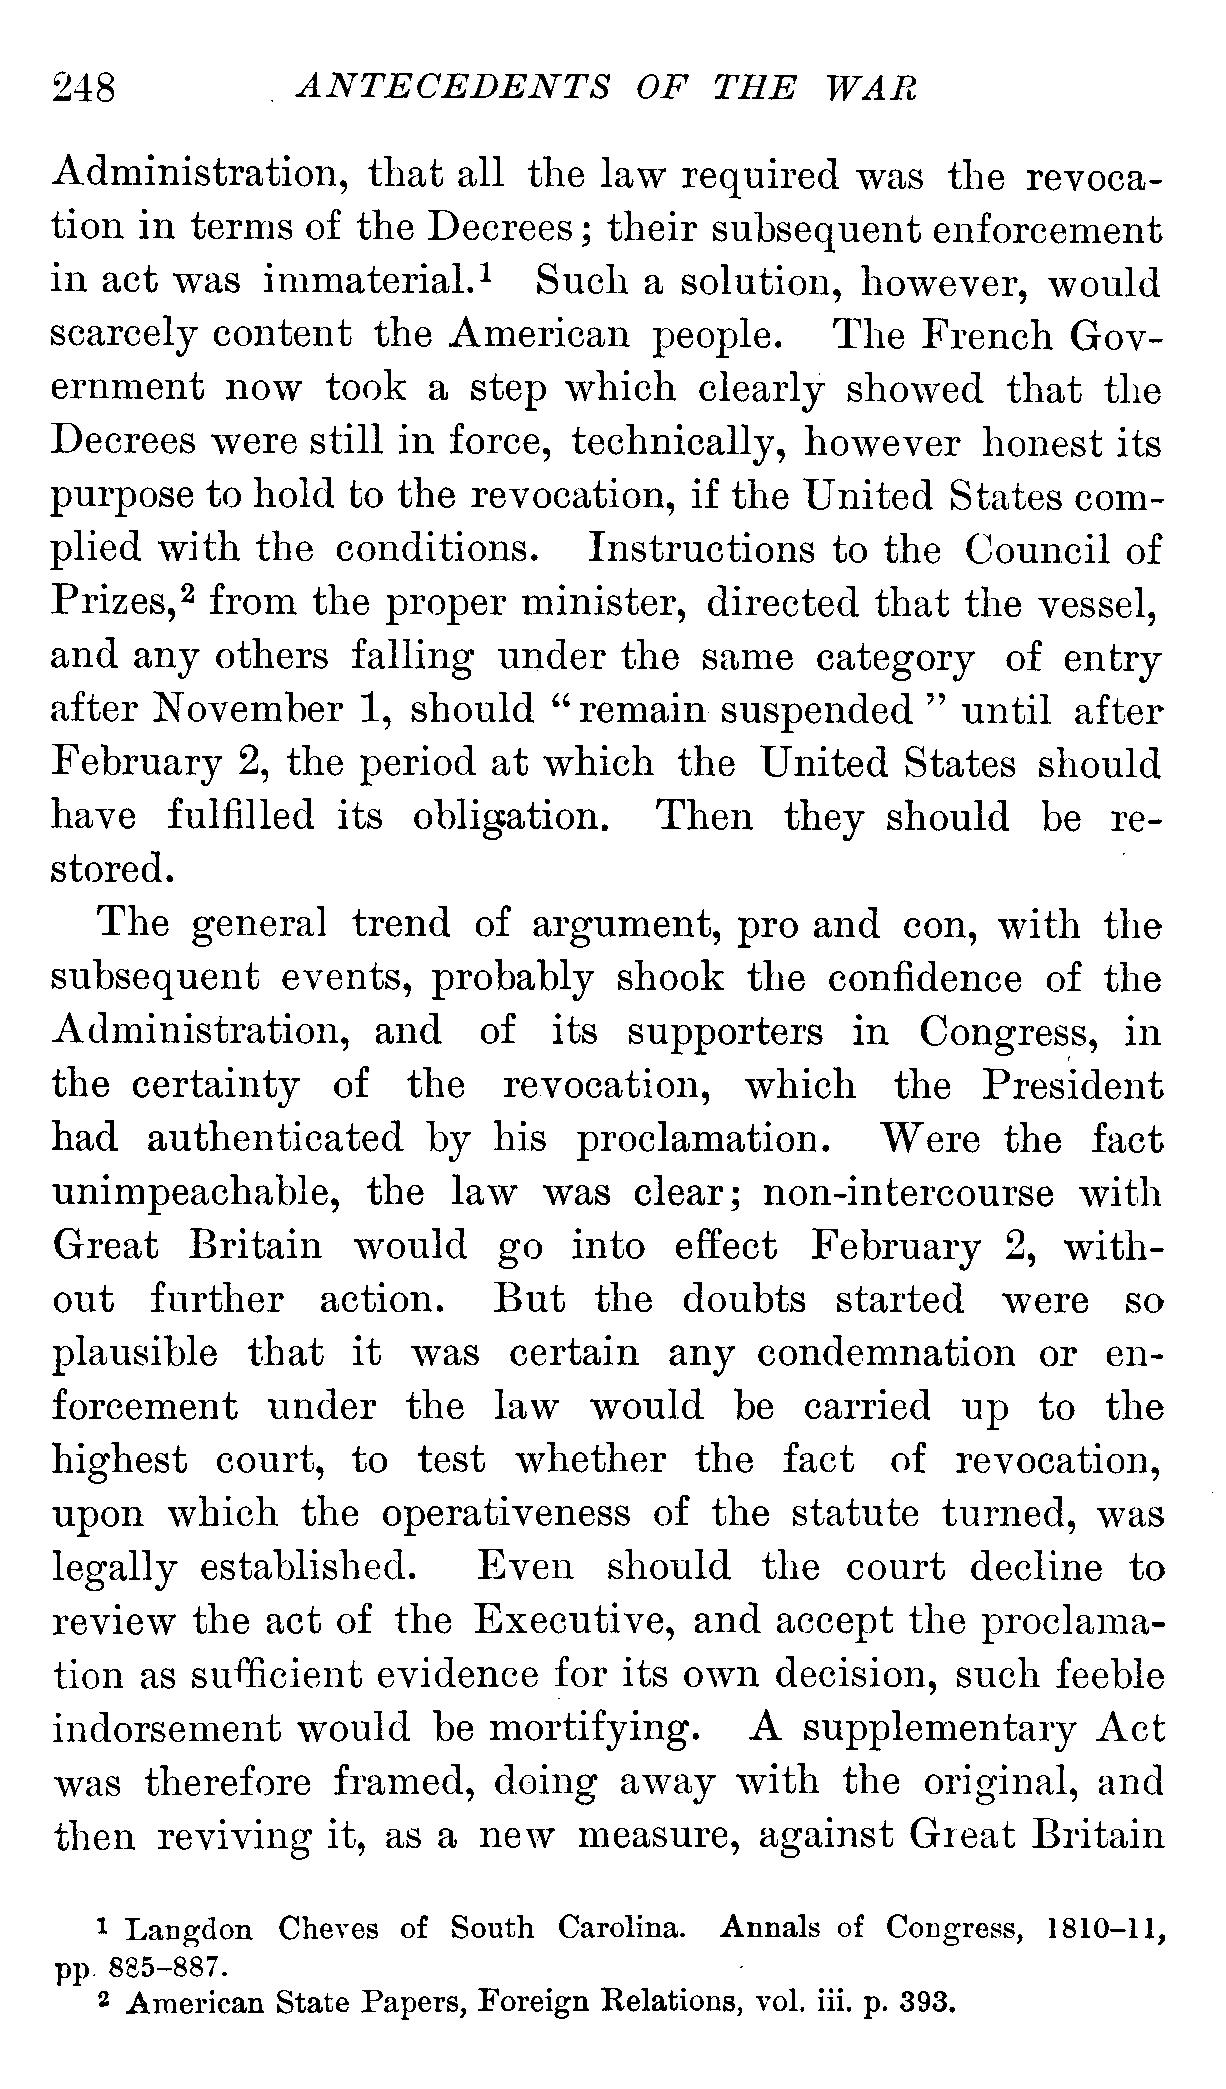 248 ANTECEDENTS OF THE WAR
Administration, that all the law required was the revoca-
tion in terms of the Decrees; their subsequent enforcement
in act was immaterial.¹ Such a solution, however, would
scarcely content the American people. The French Gov-
ernment now took a step which clearly showed that the
Decrees were still in force, technically, however honest its
purpose to hold to the revocation, if the United States com-
plied with the conditions. Instructions to the Council of
Prizes,² from the proper minister, directed that the vessel,
and any others falling under the same category of entry
after November 1, should “remain suspended” until after
February 2, the period at which the United States should
have fulfilled its obligation. Then they should be re-
stored.
The general trend of argument, pro and con, with the
subsequent events, probably shook the confidence of the
Administration, and of its supporters in Congress, in
the certainty of the revocation, which the President
had authenticated by his proclamation. Were the fact
unimpeachable, the law was clear; non-intercourse with
Great Britain would go into effect February 2, with-
out further action. But the doubts started were so
plausible that it was certain any condemnation or en-
forcement under the law would be carried up to the
highest court, to test whether the fact of revocation,
upon which the operativeness of the statute turned, was
legally established. Even should the court decline to
review the act of the Executive, and accept the proclama-
tion as sufficient evidence for its own decision, such feeble
indorsement would be mortifying. A supplementary Act
was therefore framed, doing away with the original, and
then reviving it, as a new measure, against Great Britain
¹ Langdon Cheves of South Carolina. Annals of Congress, 1810–11,
pp. 885–887.
² American State Papers, Foreign Relations, vol. iii. p. 393.